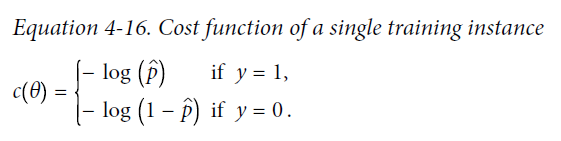 Equation 4-16. Cost function of a single training instance
c(θ) = { − log (p̂) if y = 1,
− log (1 − p̂) if y = 0.